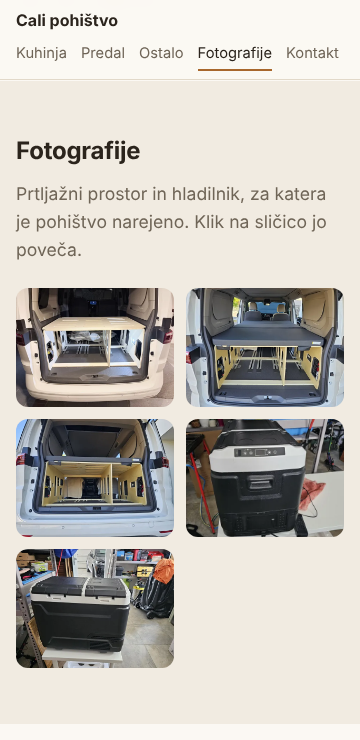 Cali pohištvo
Kuhinja Predal Ostalo Fotografije Kontakt
Fotografije
Prtljažni prostor in hladilnik, za katera
je pohištvo narejeno. Klik na sličico jo
poveča.